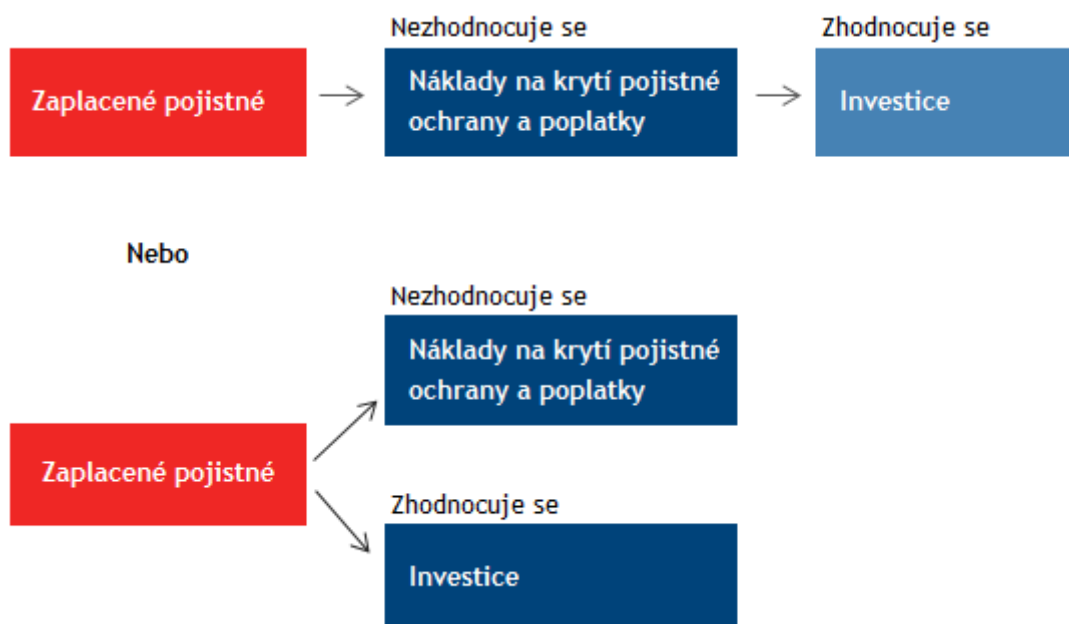 Nezhodnocuje se
Zhodnocuje se
Zaplacené pojistné
Náklady na krytí pojistné
ochrany a poplatky
Investice
Nebo
Nezhodnocuje se
Náklady na krytí pojistné
ochrany a poplatky
Zaplacené pojistné
Zhodnocuje se
Investice